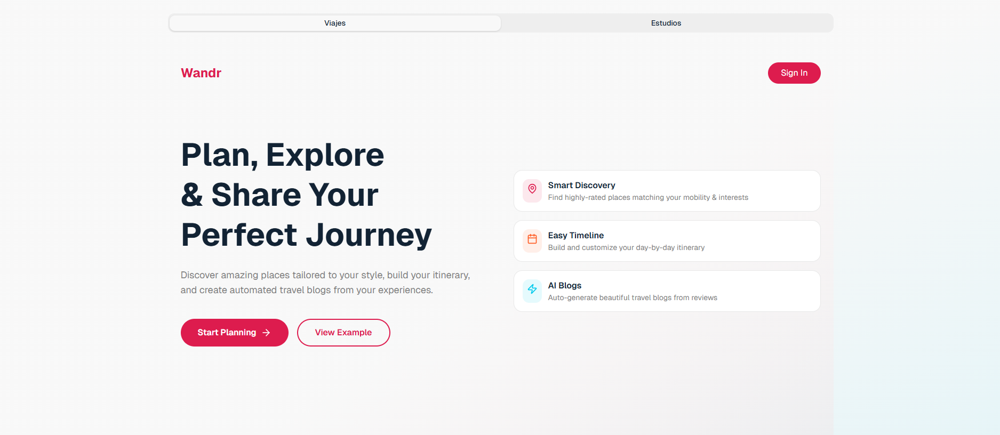 Viajes
Estudios
Wandr
Sign In
Plan, Explore
& Share Your
Perfect Journey
Discover amazing places tailored to your style, build your itinerary,
and create automated travel blogs from your experiences.
Start Planning
View Example
Smart Discovery
Find highly-rated places matching your mobility & interests
Easy Timeline
Build and customize your day-by-day itinerary
AI Blogs
Auto-generate beautiful travel blogs from reviews